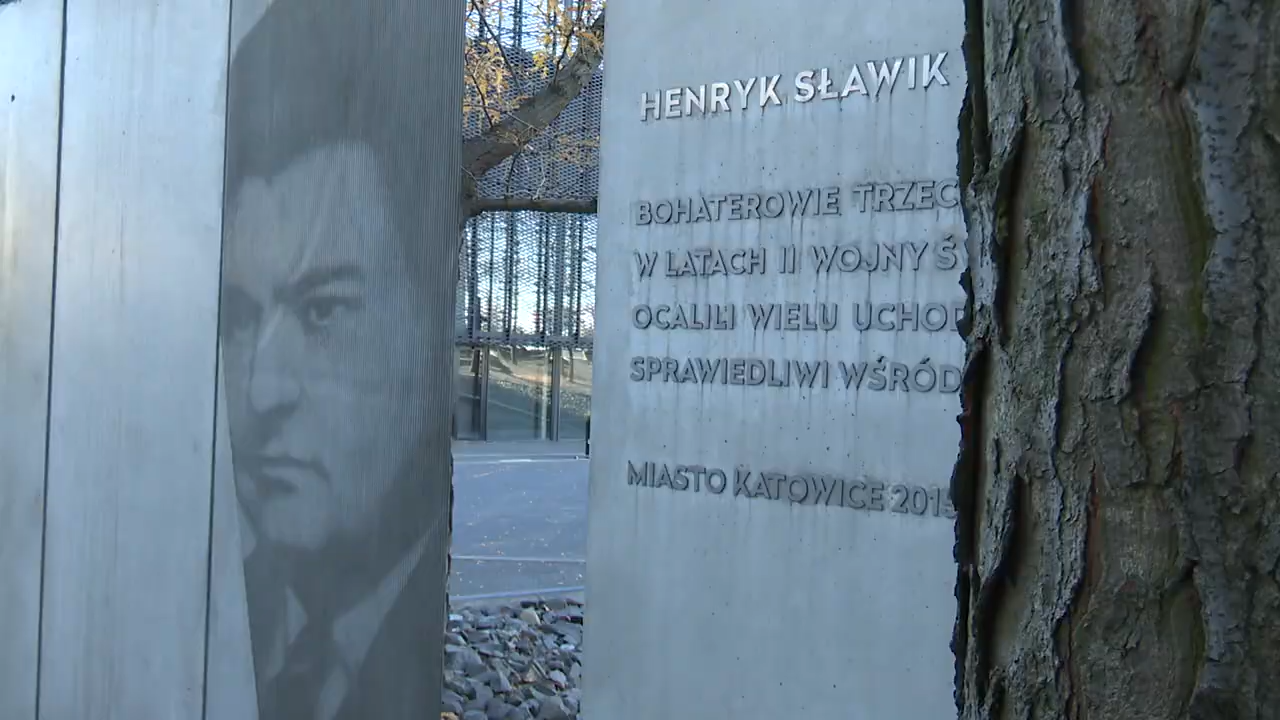 HENRYK SŁAWIK
BOHATEROWIE TRZEC
W LATACH II WOJNY Ś
OCALILI WIELU UCHOD
SPRAWIEDLIWI WŚRÓD
MIASTO KATOWICE 2015